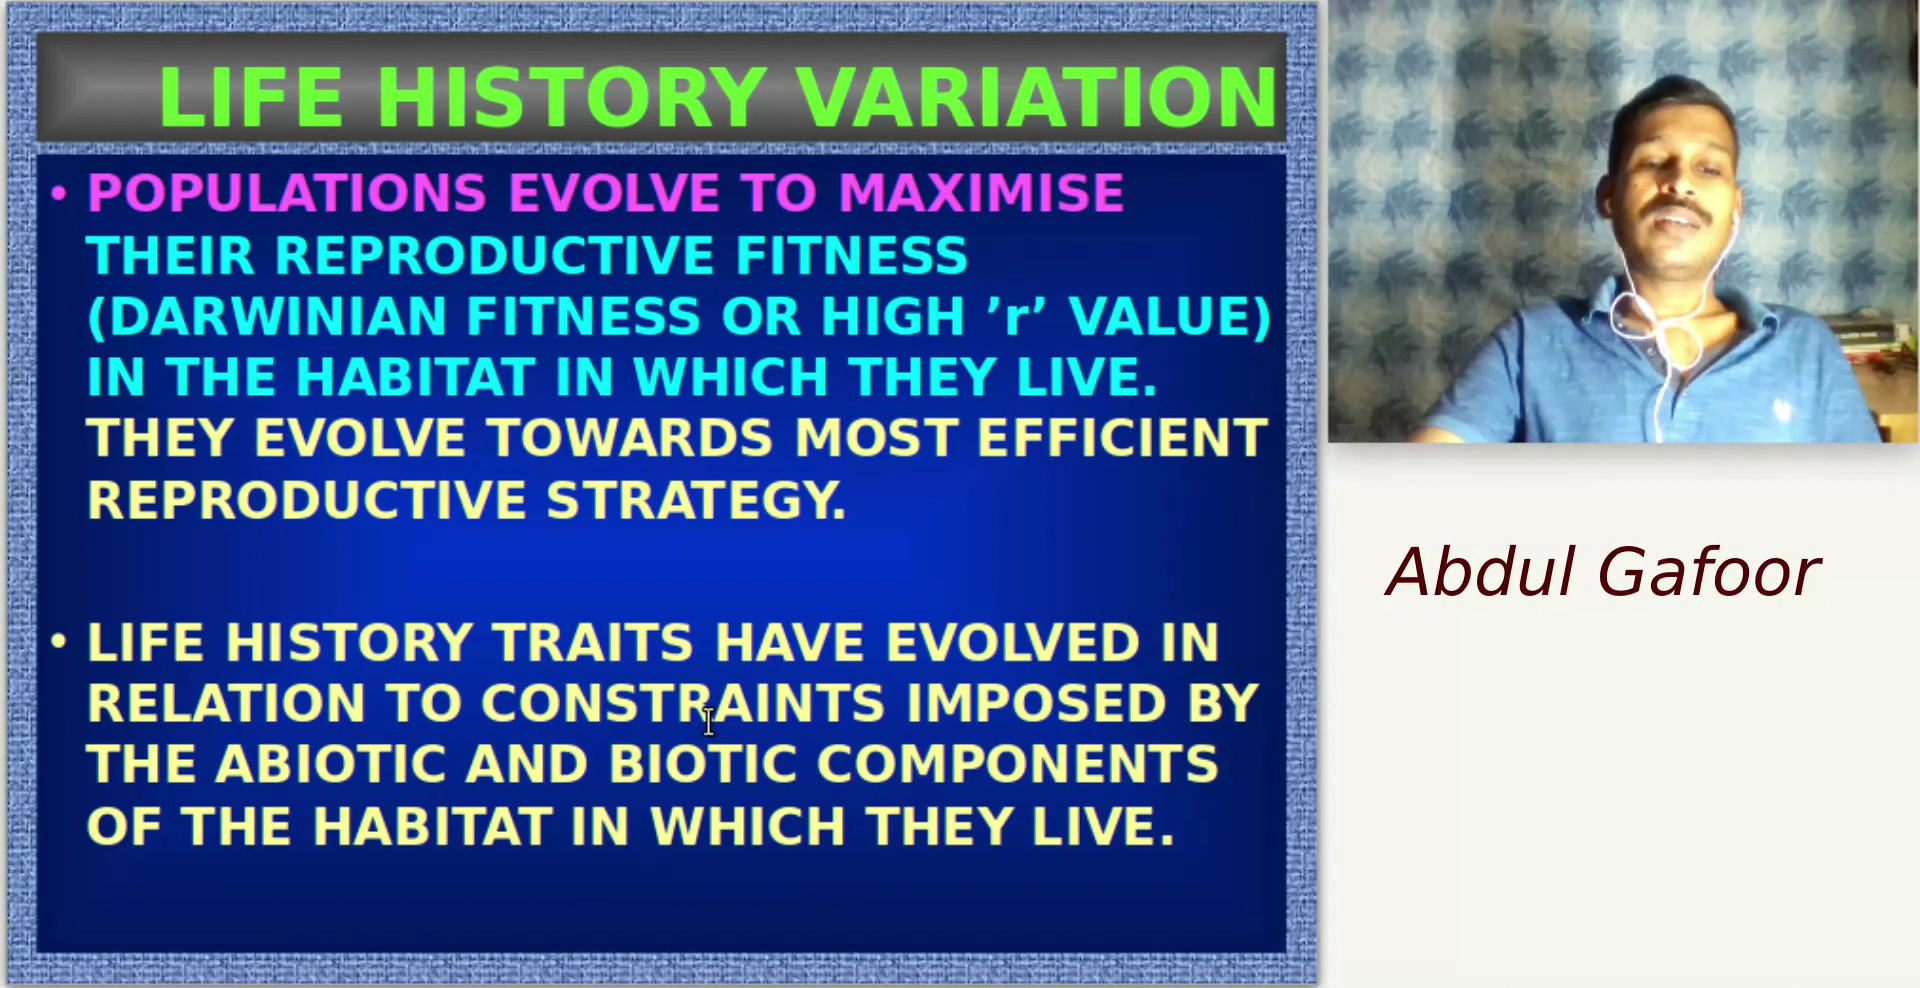 LIFE HISTORY VARIATION
• POPULATIONS EVOLVE TO MAXIMISE
THEIR REPRODUCTIVE FITNESS
(DARWINIAN FITNESS OR HIGH ’r’ VALUE)
IN THE HABITAT IN WHICH THEY LIVE.
THEY EVOLVE TOWARDS MOST EFFICIENT
REPRODUCTIVE STRATEGY.
• LIFE HISTORY TRAITS HAVE EVOLVED IN
RELATION TO CONSTRAINTS IMPOSED BY
THE ABIOTIC AND BIOTIC COMPONENTS
OF THE HABITAT IN WHICH THEY LIVE.
Abdul Gafoor